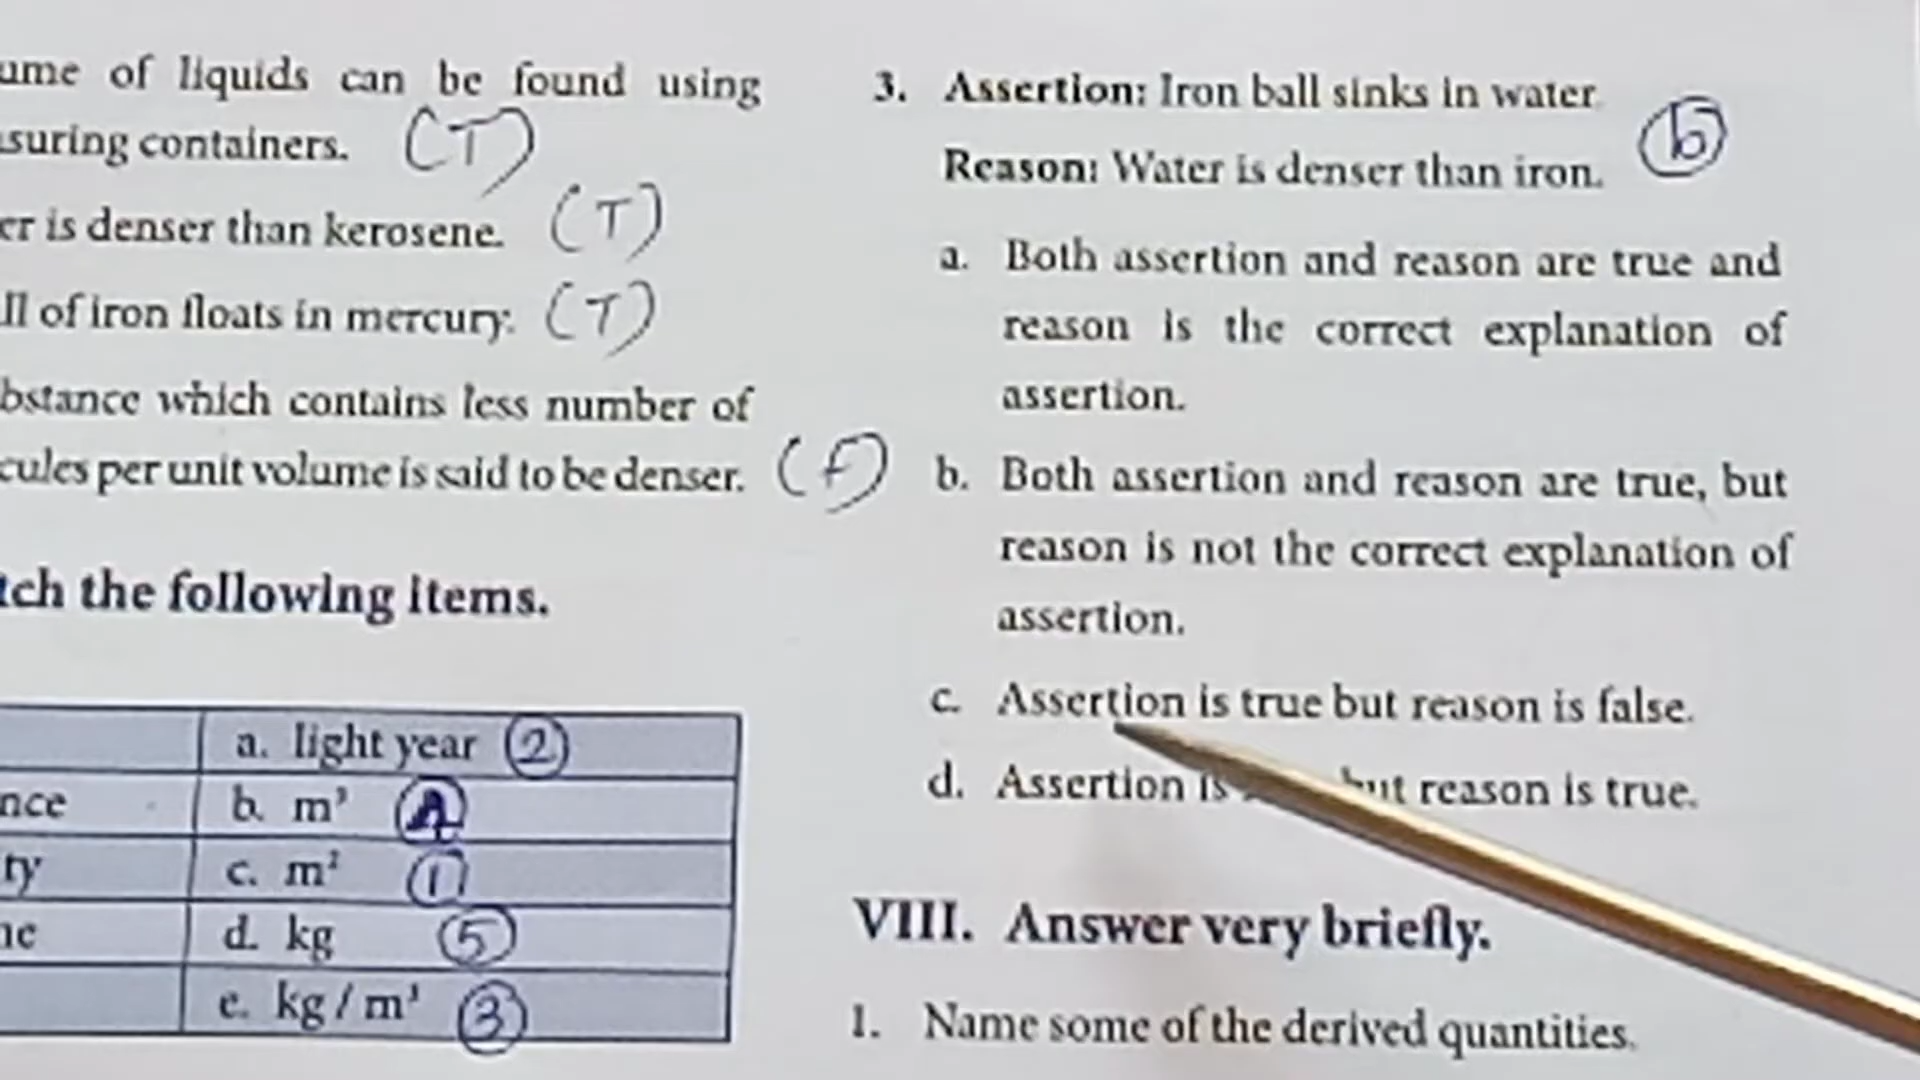 ume of liquids can be found using
suring containers. (T)
er is denser than kerosene. (T)
ll of iron floats in mercury. (T)
bstance which contains less number of
cules per unit volume is said to be denser. (F)
tch the following items.
a. light year 2
nce b. m³ 4
ty c. m² 1
ne d. kg 5
e. kg / m³ 3
3. Assertion: Iron ball sinks in water. b
Reason: Water is denser than iron.
a. Both assertion and reason are true and
reason is the correct explanation of
assertion.
b. Both assertion and reason are true, but
reason is not the correct explanation of
assertion.
c. Assertion is true but reason is false.
d. Assertion is but reason is true.
VIII. Answer very briefly.
1. Name some of the derived quantities.